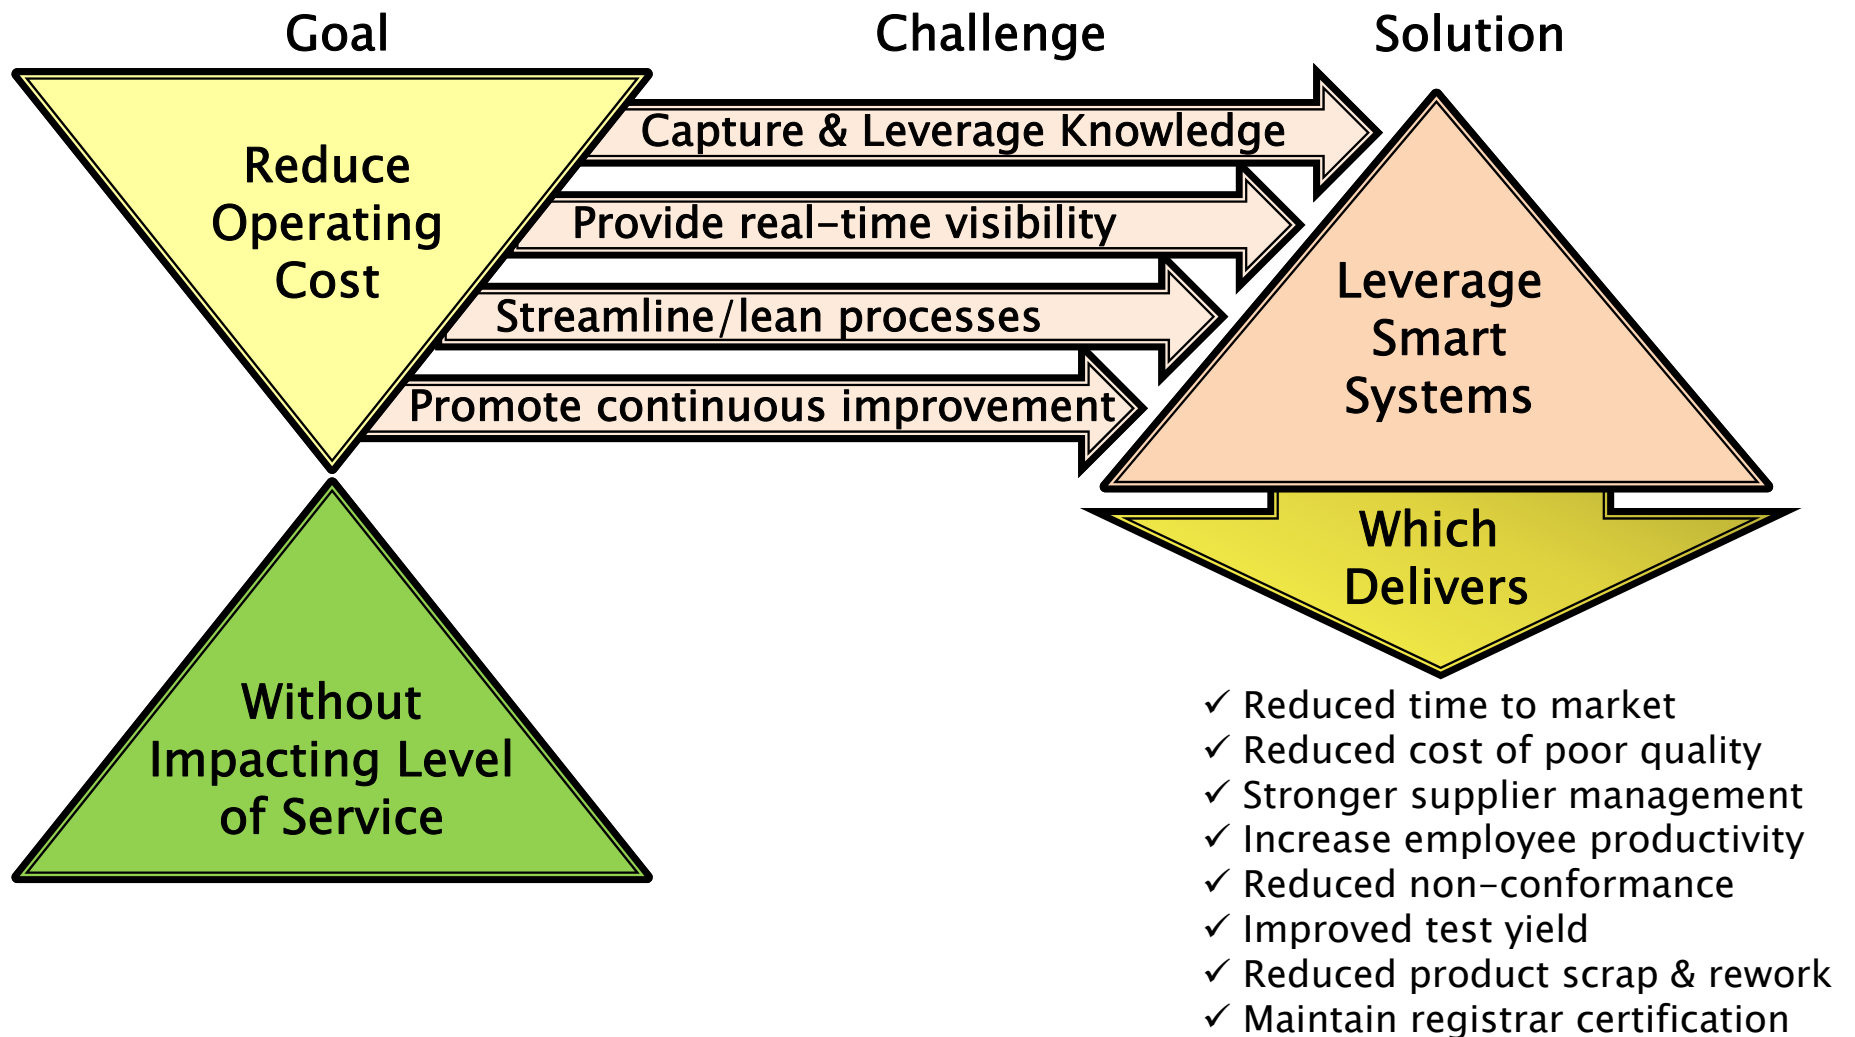 Goal
Challenge
Solution
Reduce
Operating
Cost
Capture & Leverage Knowledge
Provide real-time visibility
Streamline/lean processes
Promote continuous improvement
Leverage
Smart
Systems
Which
Delivers
Without
Impacting Level
of Service
✓ Reduced time to market
✓ Reduced cost of poor quality
✓ Stronger supplier management
✓ Increase employee productivity
✓ Reduced non-conformance
✓ Improved test yield
✓ Reduced product scrap & rework
✓ Maintain registrar certification